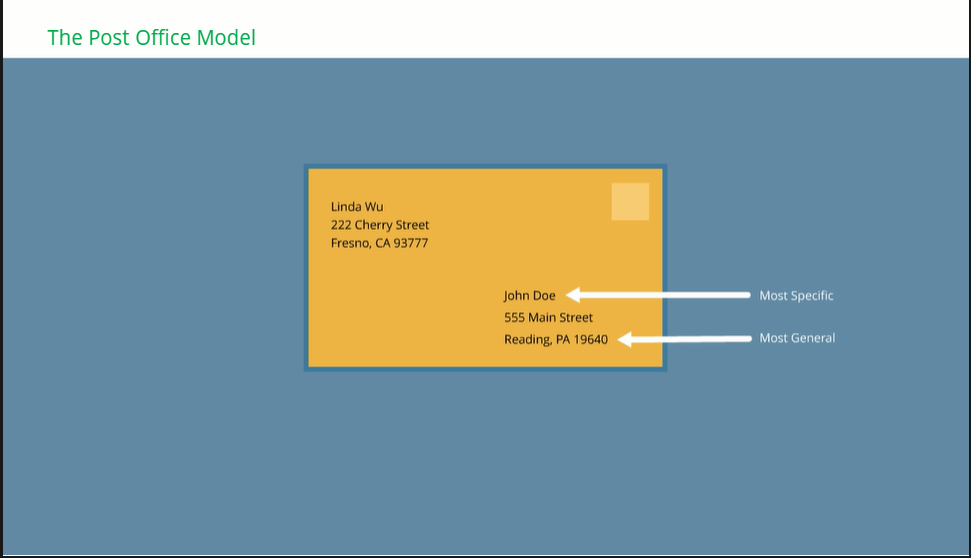 The Post Office Model
Linda Wu
222 Cherry Street
Fresno, CA 93777
John Doe
Most Specific
555 Main Street
Reading, PA 19640
Most General